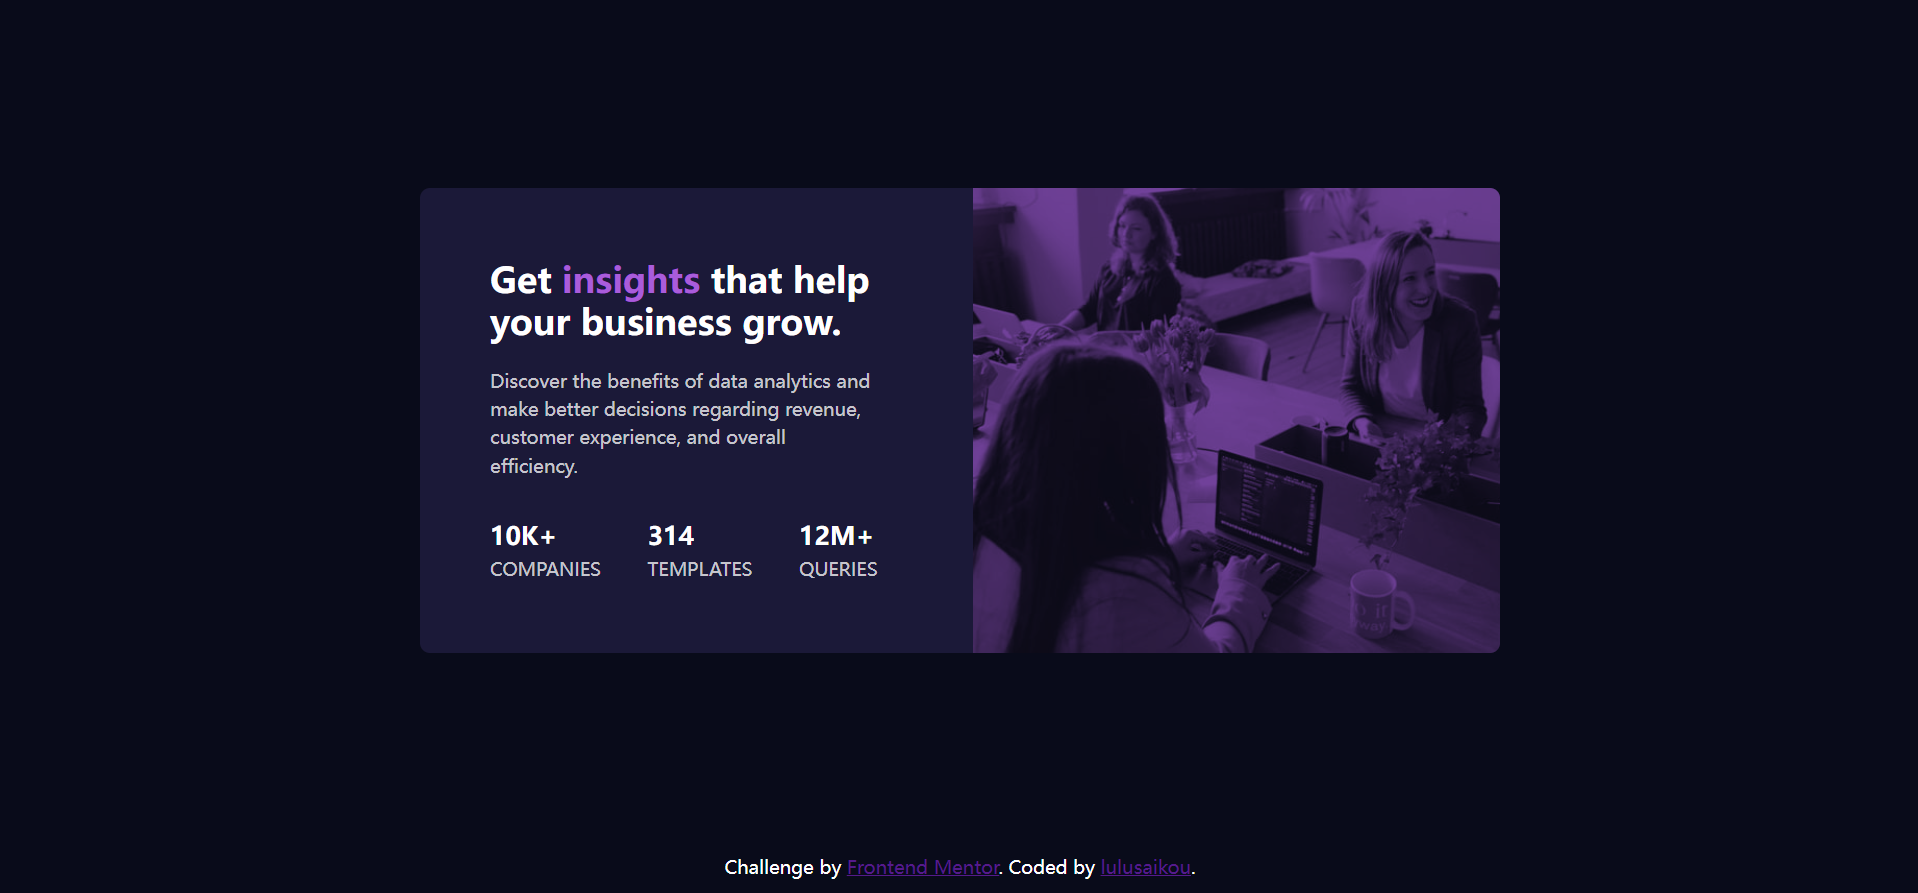 Get insights that help
your business grow.
Discover the benefits of data analytics and
make better decisions regarding revenue,
customer experience, and overall
efficiency.
10K+ 314 12M+
COMPANIES TEMPLATES QUERIES
Challenge by Frontend Mentor. Coded by lulusaikou.